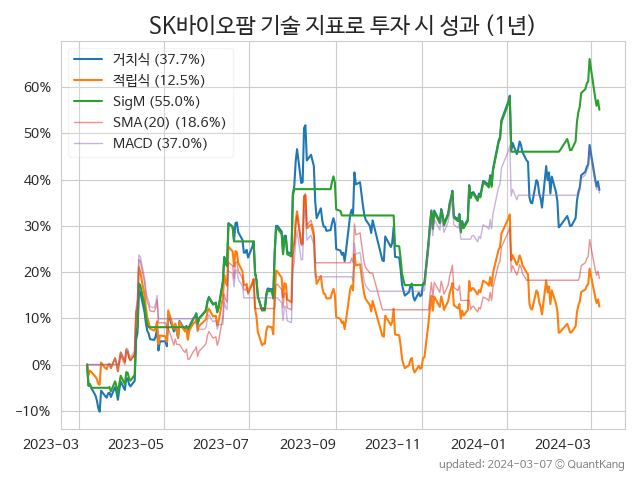 SK바이오팜 기술 지표로 투자 시 성과 (1년)
거치식 (37.7%)
적립식 (12.5%)
SigM (55.0%)
SMA(20) (18.6%)
MACD (37.0%)
60%
50%
40%
30%
20%
10%
0%
−10%
2023-03 2023-05 2023-07 2023-09 2023-11 2024-01 2024-03
updated: 2024-03-07 © QuantKang